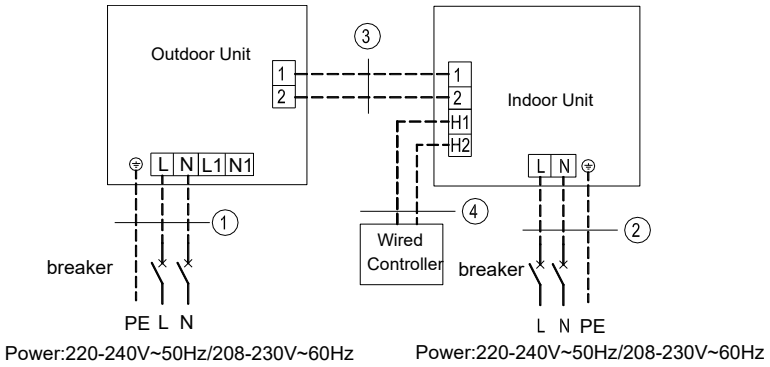 ③
Outdoor Unit
1
2
1
2
H1
H2
Indoor Unit
L N L1 N1
L N
①
④
②
Wired
Controller
breaker
breaker
PE L N
L N PE
Power:220-240V~50Hz/208-230V~60Hz
Power:220-240V~50Hz/208-230V~60Hz